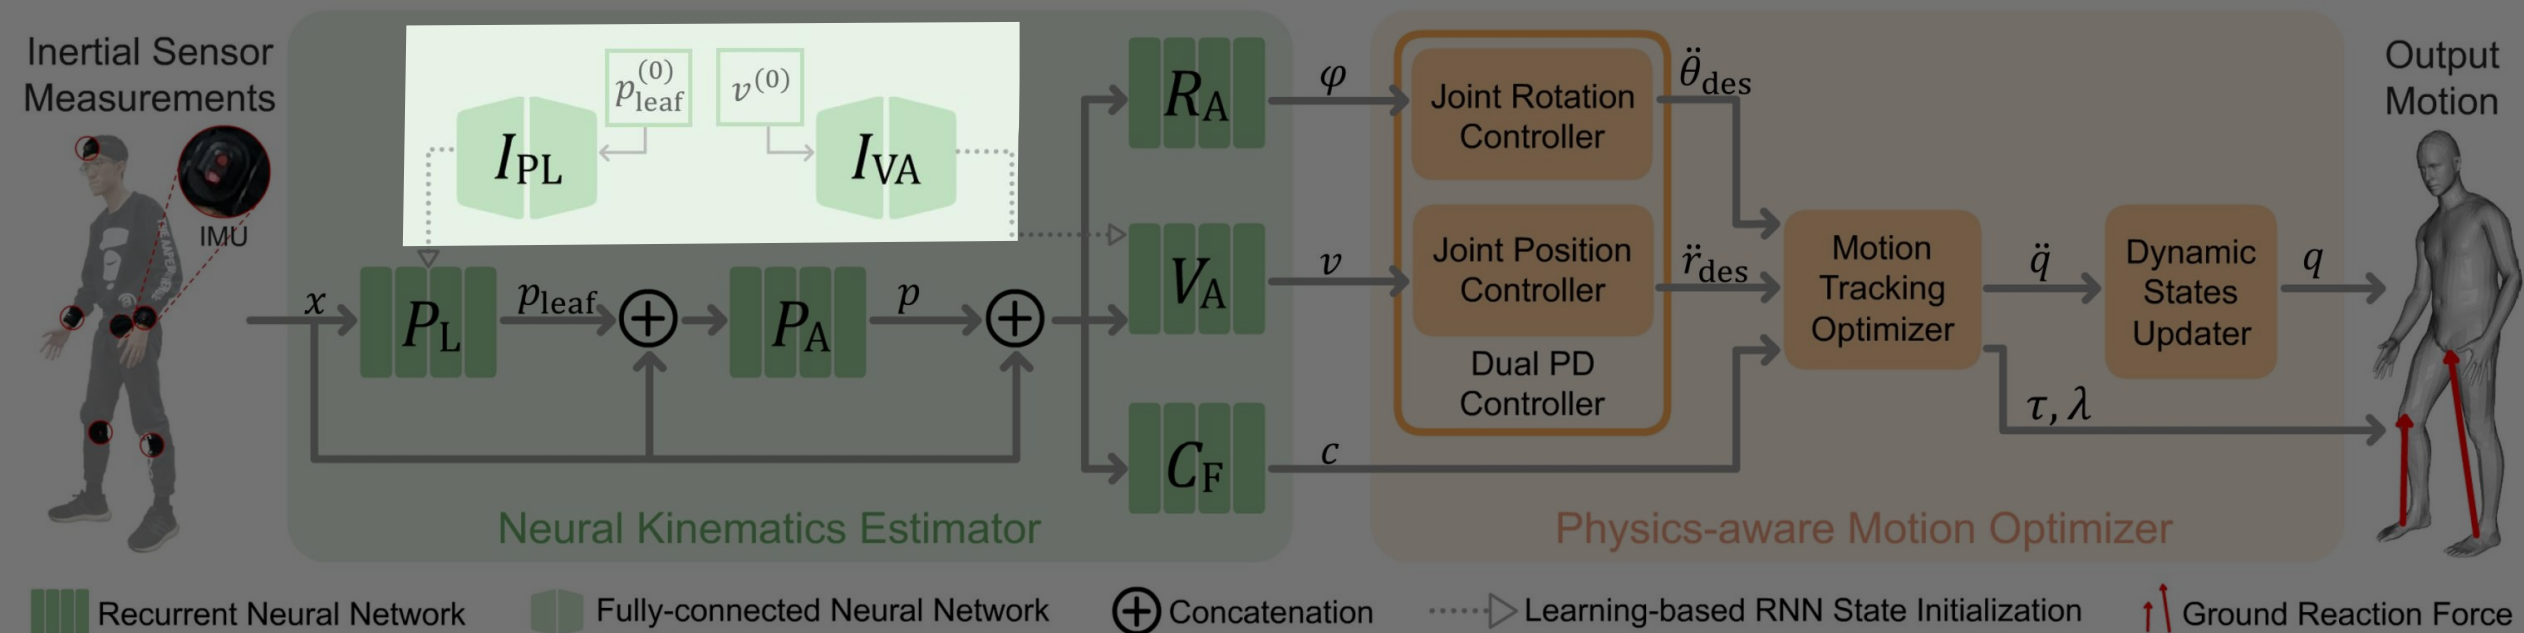 Inertial Sensor
Measurements
IMU
p_leaf^(0)
v^(0)
I_PL
I_VA
x
P_L
p_leaf
P_A
p
R_A
V_A
C_F
φ
v
c
Joint Rotation
Controller
Joint Position
Controller
Dual PD
Controller
θ̈_des
r̈_des
Motion
Tracking
Optimizer
q̈
τ, λ
Dynamic
States
Updater
q
Output
Motion
Neural Kinematics Estimator
Physics-aware Motion Optimizer
Recurrent Neural Network
Fully-connected Neural Network
Concatenation
Learning-based RNN State Initialization
Ground Reaction Force